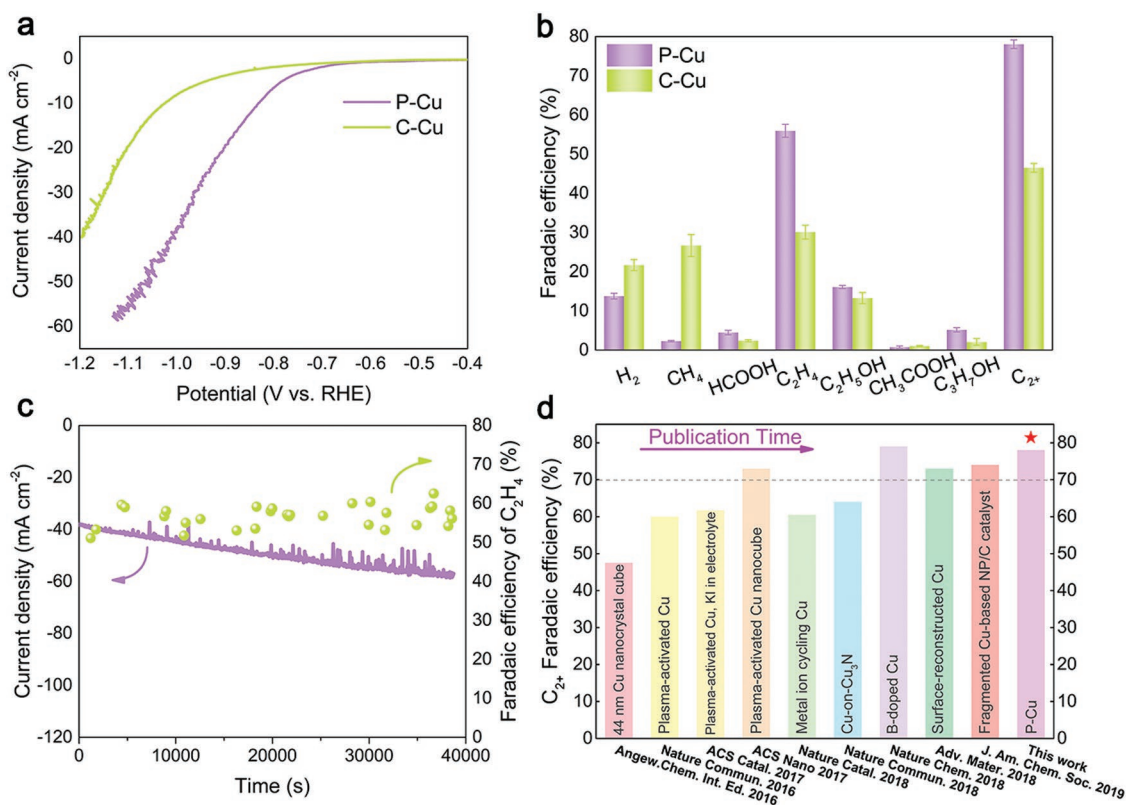 a
Current density (mA cm⁻²)
0
-10
-20
-30
-40
-50
-60
P-Cu
C-Cu
-1.2 -1.1 -1.0 -0.9 -0.8 -0.7 -0.6 -0.5 -0.4
Potential (V vs. RHE)
b
Faradaic efficiency (%)
80
70
60
50
40
30
20
10
0
P-Cu
C-Cu
H₂ CH₄ HCOOH C₂H₄ C₂H₅OH CH₃COOH C₃H₇OH C₂₊
c
Current density (mA cm⁻²)
0
-20
-40
-60
-80
-100
-120
0 10000 20000 30000 40000
Time (s)
80
70
60
50
40
30
20
10
0
Faradaic efficiency of C₂H₄ (%)
d
C₂₊ Faradaic efficiency (%)
Publication Time
80
70
60
50
40
30
20
10
0
44 nm Cu nanocrystal cube
Plasma-activated Cu
Plasma-activated Cu, KI in electrolyte
Plasma-activated Cu nanocube
Metal ion cycling Cu
Cu-on-Cu₃N
B-doped Cu
Surface-reconstructed Cu
Fragmented Cu-based NP/C catalyst
P-Cu
80
70
60
50
40
30
20
10
0
Angew.Chem. Int. Ed. 2016
Nature Commun. 2016
ACS Catal. 2017
ACS Nano 2017
Nature Catal. 2018
Nature Commun. 2018
Nature Chem. 2018
Adv. Mater. 2018
J. Am. Chem. Soc. 2019
This work